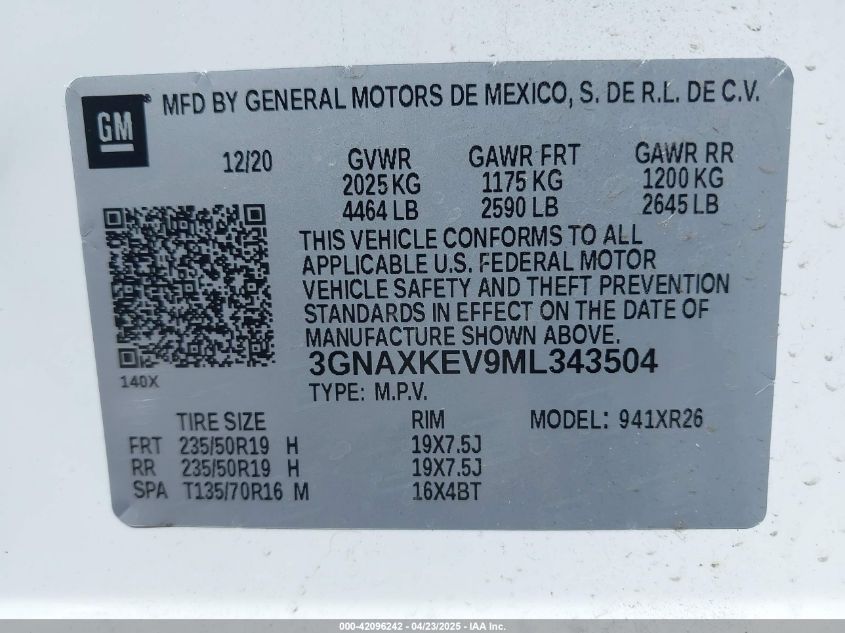 GM ® MFD BY GENERAL MOTORS DE MEXICO, S. DE R.L. DE C.V.
12/20 GVWR GAWR FRT GAWR RR
2025 KG 1175 KG 1200 KG
4464 LB 2590 LB 2645 LB
THIS VEHICLE CONFORMS TO ALL
APPLICABLE U.S. FEDERAL MOTOR
VEHICLE SAFETY AND THEFT PREVENTION
STANDARDS IN EFFECT ON THE DATE OF
MANUFACTURE SHOWN ABOVE.
3GNAXKEV9ML343504
140X
TYPE: M.P.V.
TIRE SIZE RIM MODEL: 941XR26
FRT 235/50R19 H 19X7.5J
RR 235/50R19 H 19X7.5J
SPA T135/70R16 M 16X4BT
000-42096242 - 04/23/2025 - IAA Inc.